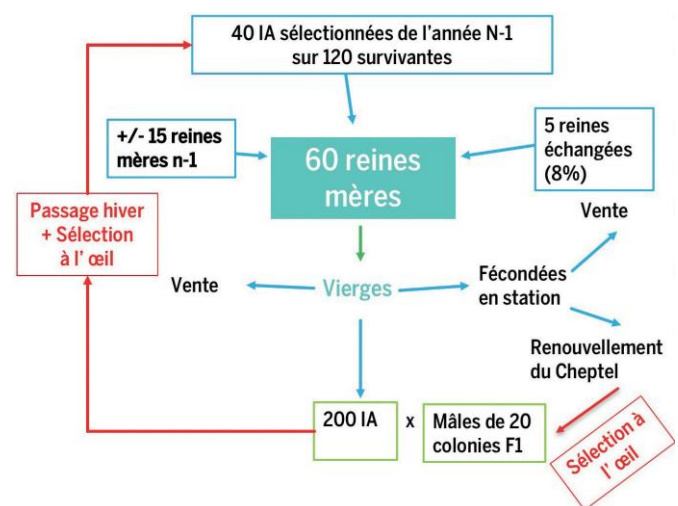 40 IA sélectionnées de l'année N-1
sur 120 survivantes
+/- 15 reines
mères n-1
60 reines
mères
5 reines
échangées
(8%)
Passage hiver
+ Sélection
à l' œil
Vente
Vente
Vierges
Fécondées
en station
Renouvellement
du Cheptel
200 IA
x
Mâles de 20
colonies F1
Sélection à
l' œil